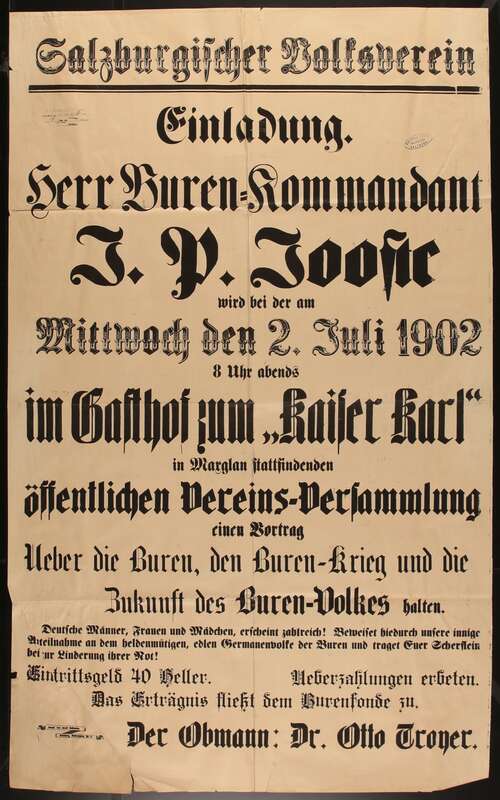 Salzburgischer Volksverein
Einladung.
Herr Buren-Kommandant
J. P. Jooste
wird bei der am
Mittwoch den 2. Juli 1902
8 Uhr abends
im Gasthof zum „Kaiser Karl“
in Maxglan stattfindenden
öffentlichen Vereins-Versammlung
einen Vortrag
Ueber die Buren, den Buren-Krieg und die
Zukunft des Buren-Volkes halten.
Deutsche Männer, Frauen und Mädchen, erscheint zahlreich! Beweiset hiedurch unsere innige
Anteilnahme an dem heldenmütigen, edlen Germanenvolke der Buren und traget Euer Scherflein
bei zur Linderung ihrer Not!
Eintrittsgeld 40 Heller. Ueberzahlungen erbeten.
Das Erträgnis fließt dem Burenfonde zu.
Der Obmann: Dr. Otto Troyer.